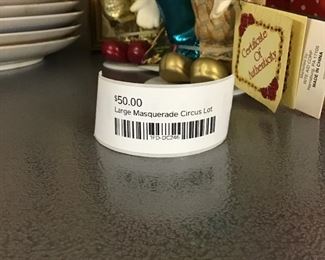 $50.00
Large Masquerade Circus Lot
Certificate
Of
Authenticity
MADE IN CHINA